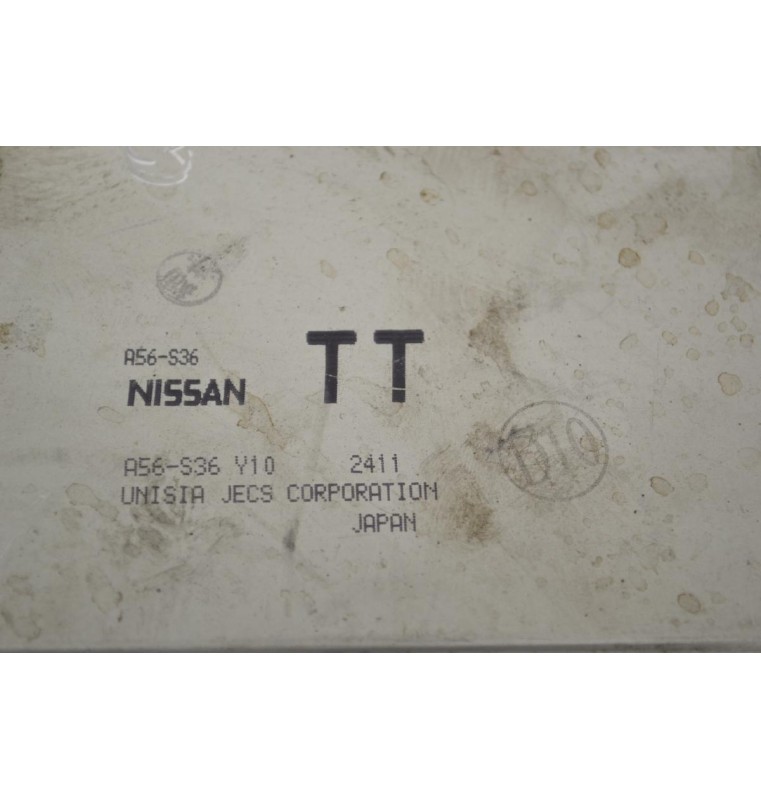 A56-S36
NISSAN TT
A56-S36 Y10 2411
UNISIA JECS CORPORATION
JAPAN